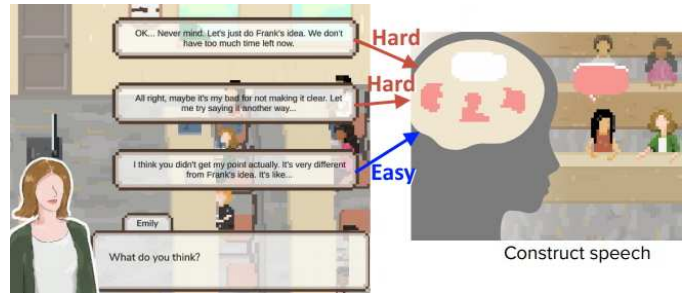 OK... Never mind. Let's just do Frank's idea. We don't
have too much time left now.
Hard
Hard
All right, maybe it's my bad for not making it clear. Let
me try saying it another way...
I think you didn't get my point actually. It's very different
from Frank's idea. It's like...
Easy
Emily
What do you think?
Construct speech